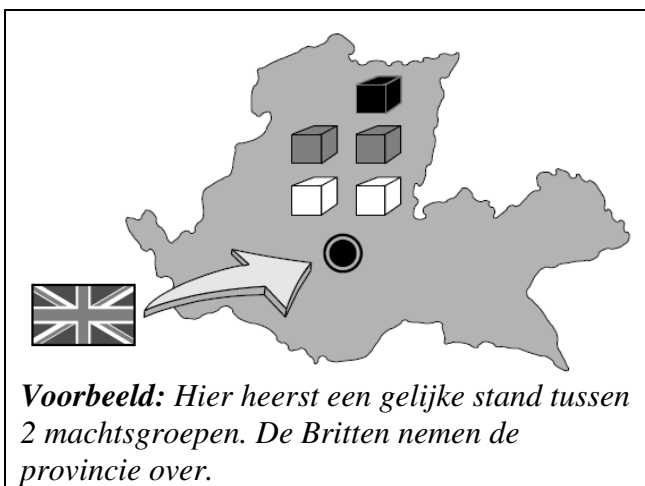 Voorbeeld: Hier heerst een gelijke stand tussen
2 machtsgroepen. De Britten nemen de
provincie over.